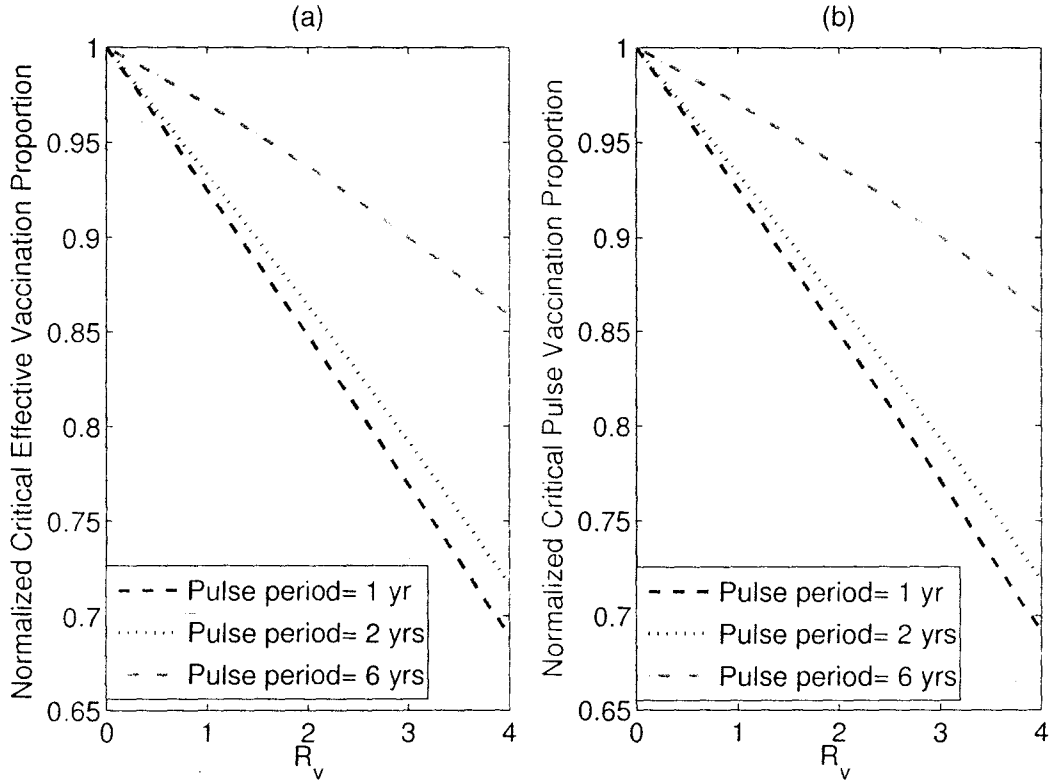 (a)
Normalized Critical Effective Vaccination Proportion
1
0.95
0.9
0.85
0.8
0.75
0.7
0.65
Pulse period= 1 yr
Pulse period= 2 yrs
Pulse period= 6 yrs
0 1 2 3 4
R_v
(b)
Normalized Critical Pulse Vaccination Proportion
1
0.95
0.9
0.85
0.8
0.75
0.7
0.65
Pulse period= 1 yr
Pulse period= 2 yrs
Pulse period= 6 yrs
0 1 2 3 4
R_v